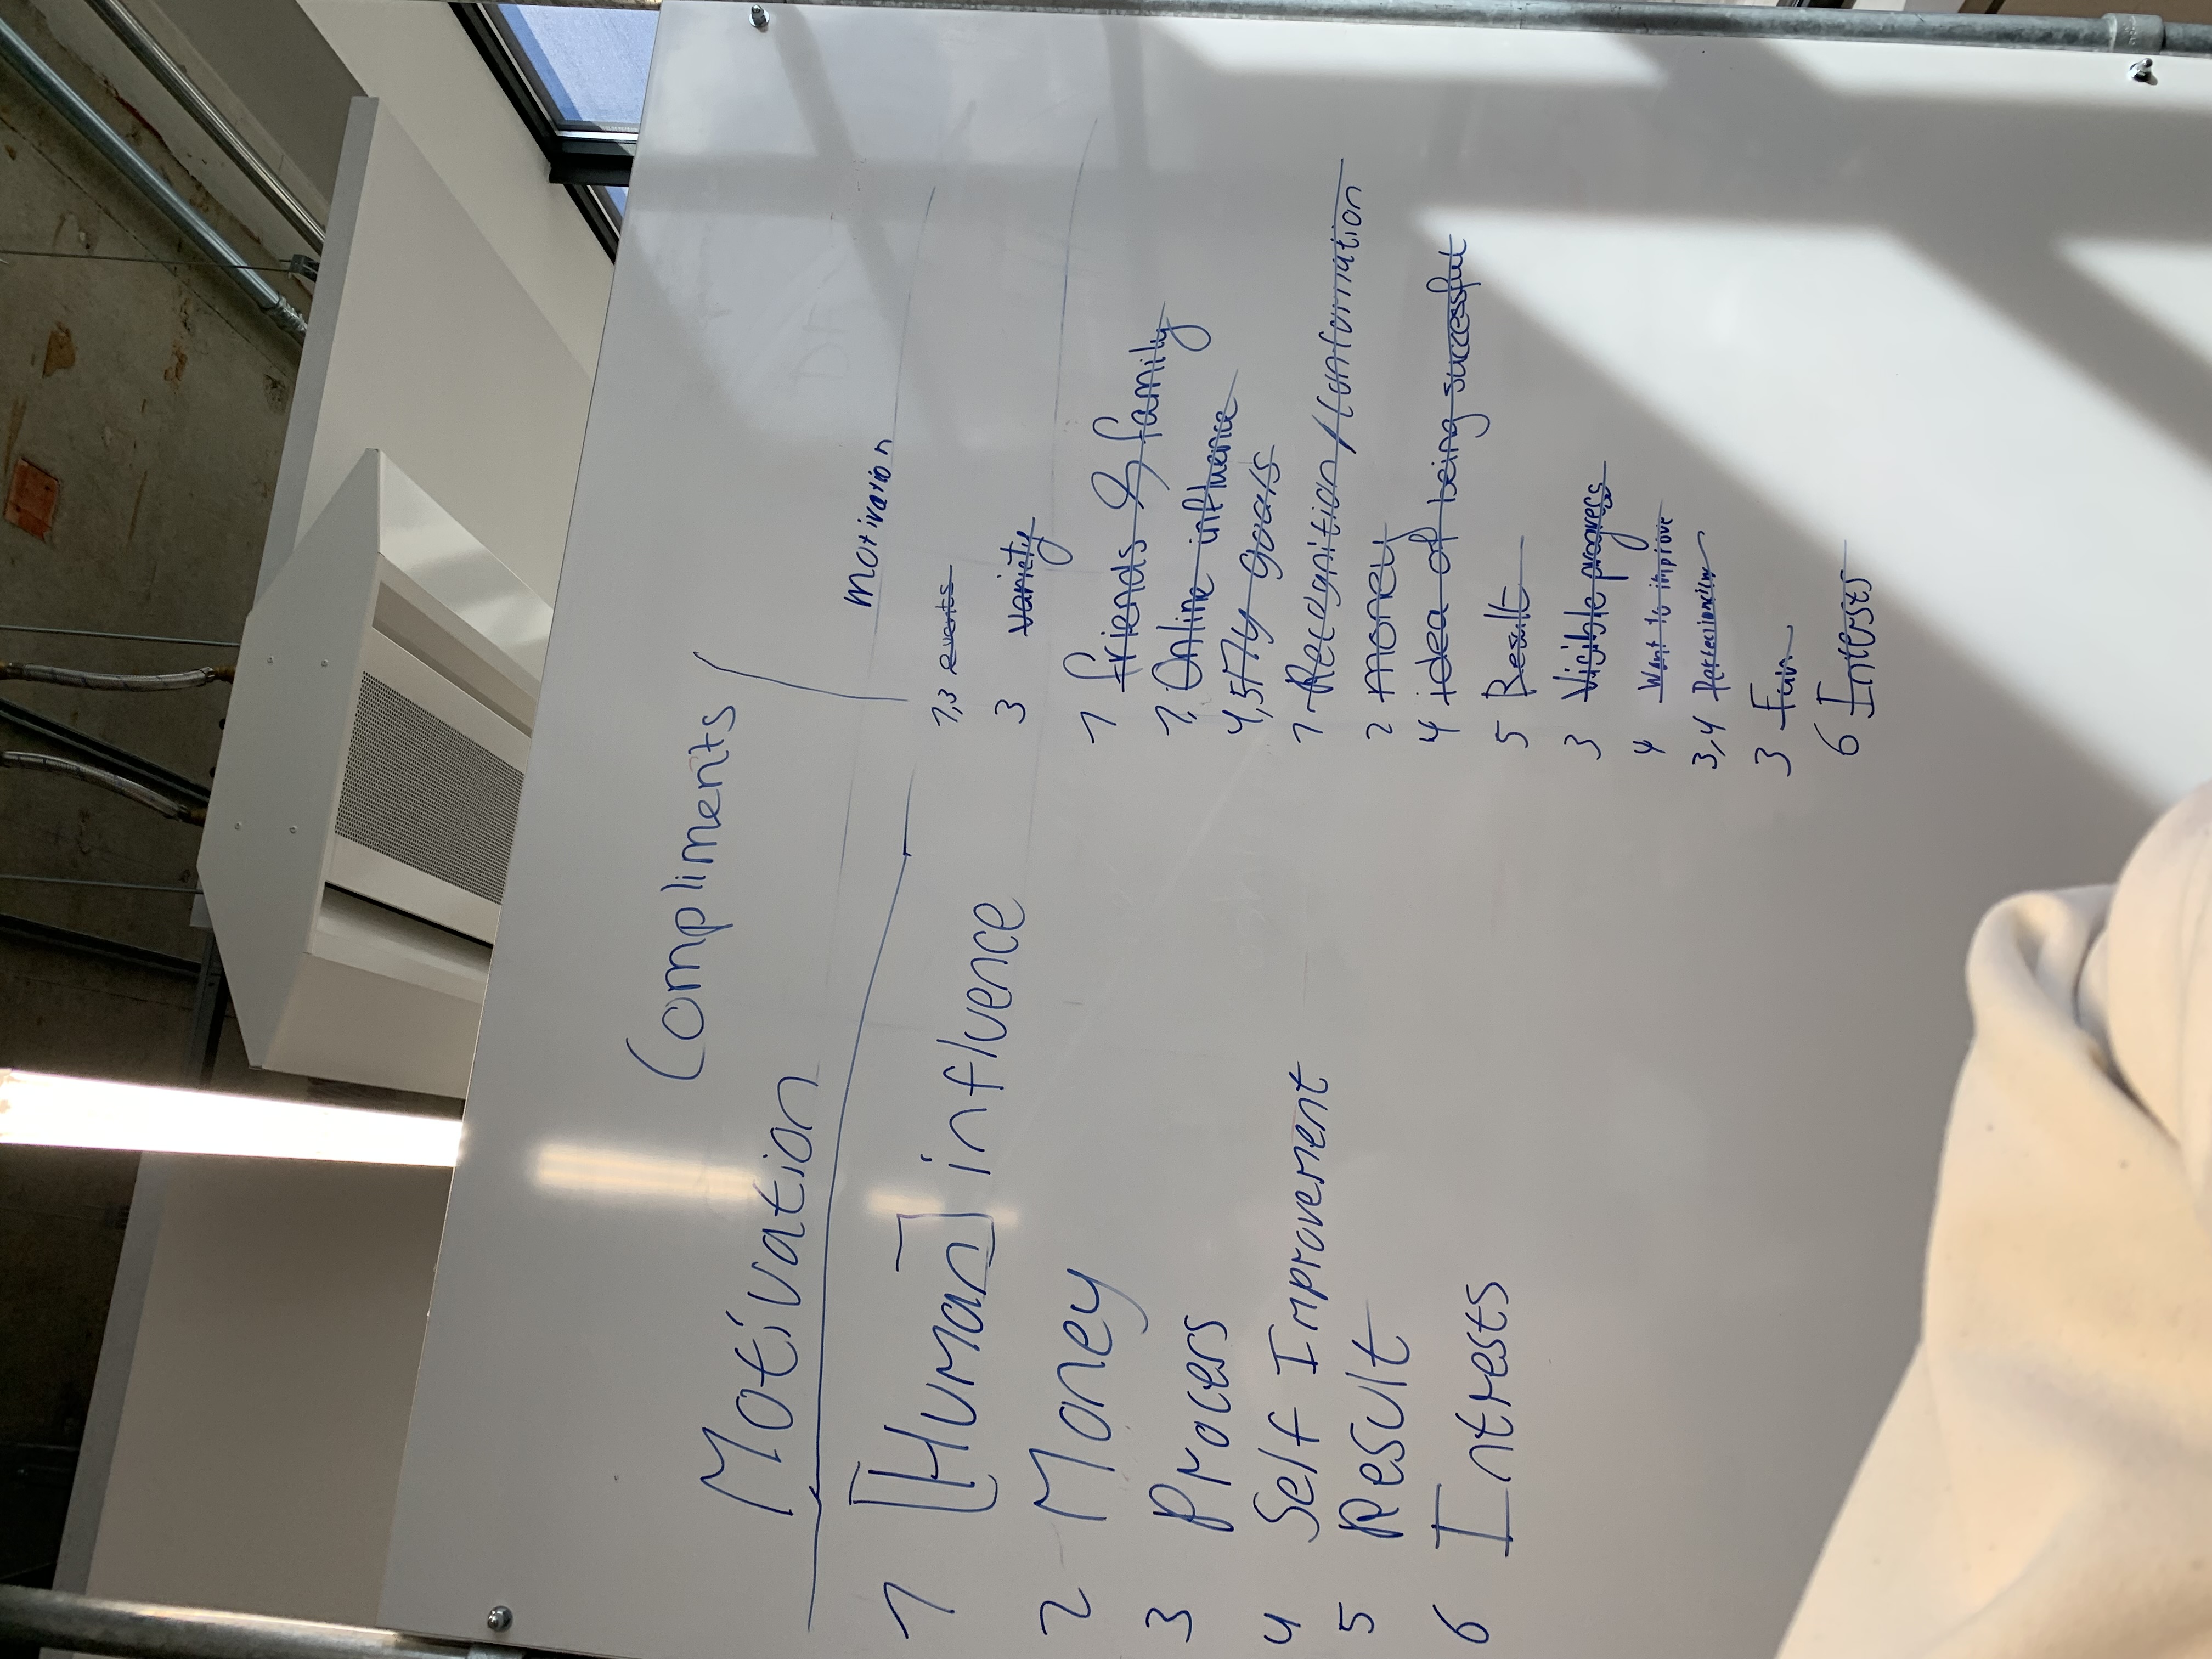 Compliments
Motivation
1 [Human] influence
2 Money
3 Process
4 Self Improvement
5 Result
6 Intrests
Motivation
1,3 events
3 variety
1 friends & family
1, Online influence
4,5 My goals
1 Recognition / Conformation
2 money
4 idea of being successful
5 Result
3 Visible progress
4 Want to improve
3,4
3 Fun
6 Intersts